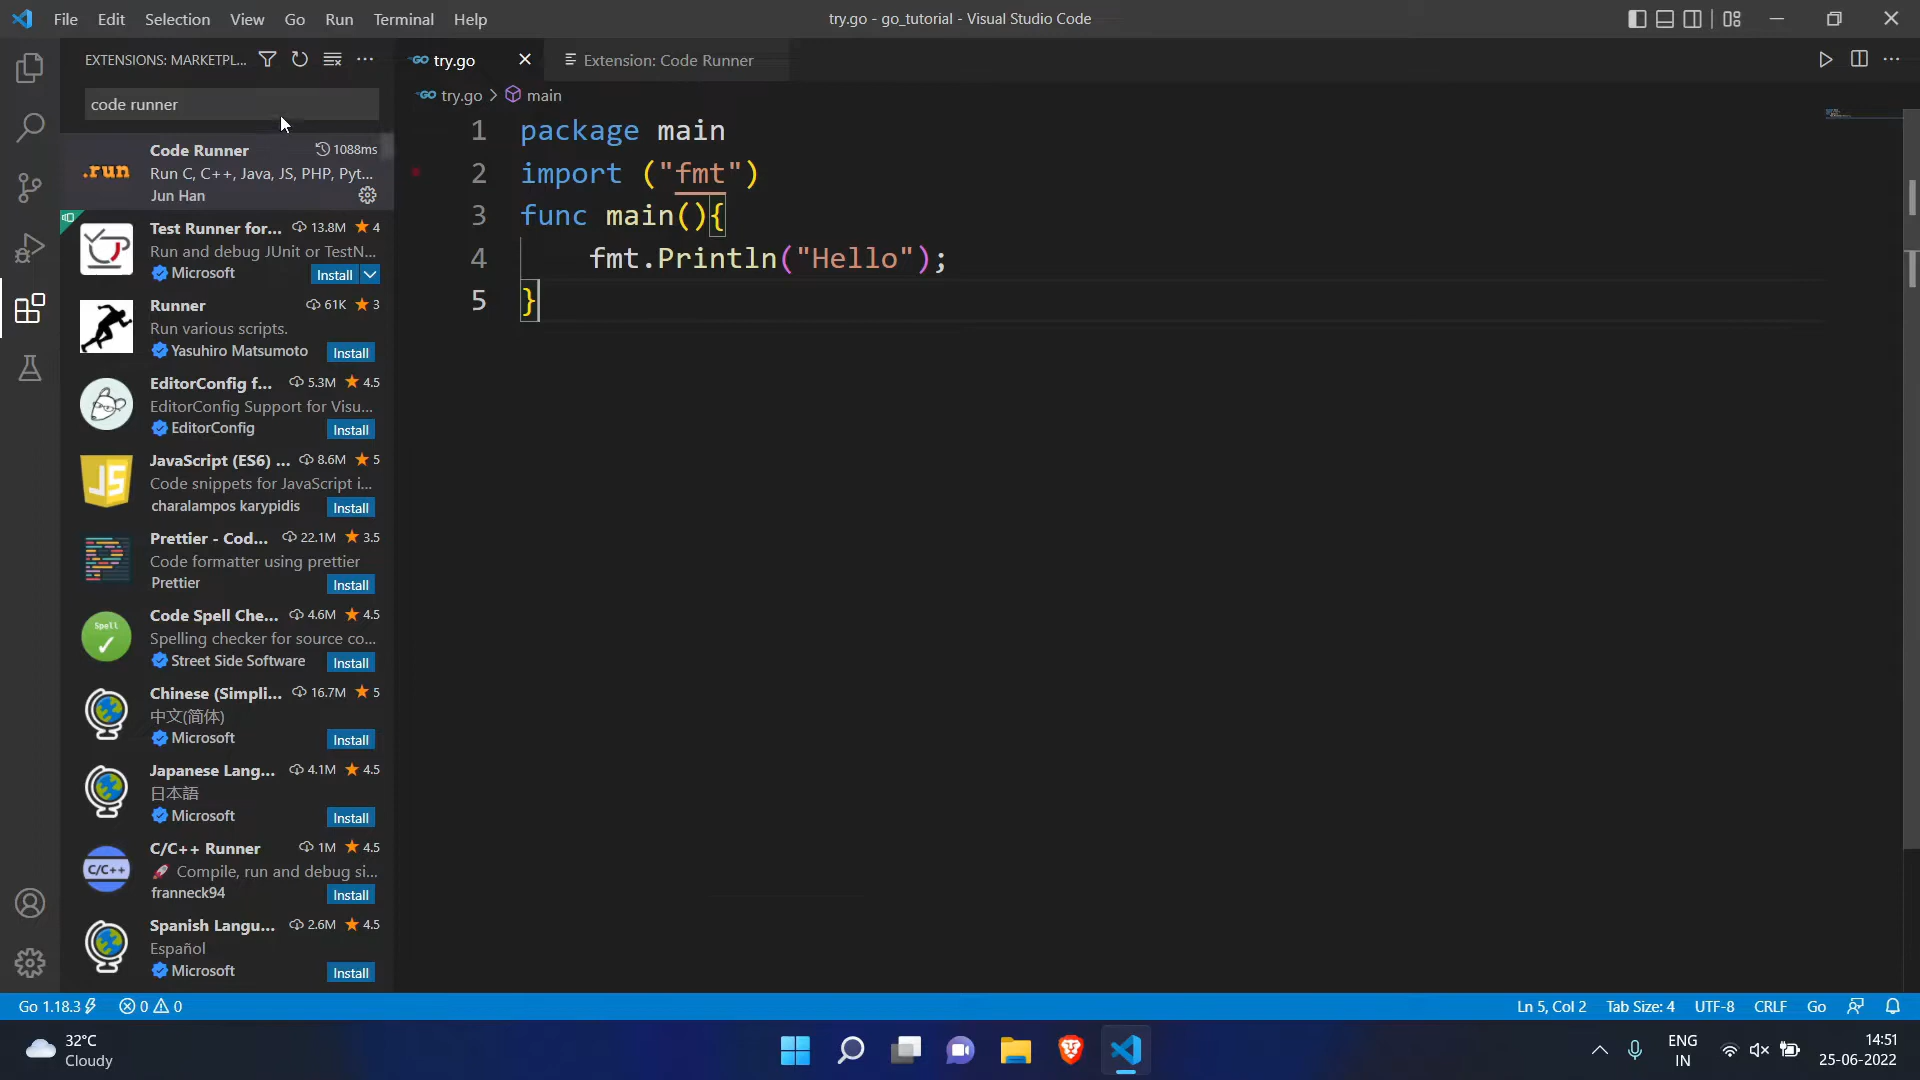 File Edit Selection View Go Run Terminal Help
try.go - go_tutorial - Visual Studio Code
EXTENSIONS: MARKETPL...
code runner
.run
Code Runner 1088ms
Run C, C++, Java, JS, PHP, Pyt...
Jun Han
Test Runner for... 13.8M 4
Run and debug JUnit or TestN...
Microsoft Install
Runner 61K 3
Run various scripts.
Yasuhiro Matsumoto Install
EditorConfig f... 5.3M 4.5
EditorConfig Support for Visu...
EditorConfig Install
JS
JavaScript (ES6) ... 8.6M 5
Code snippets for JavaScript i...
charalampos karypidis Install
Prettier - Cod... 22.1M 3.5
Code formatter using prettier
Prettier Install
Spell
Code Spell Che... 4.6M 4.5
Spelling checker for source co...
Street Side Software Install
Chinese (Simpli... 16.7M 5
中文(简体)
Microsoft Install
Japanese Lang... 4.1M 4.5
日本語
Microsoft Install
C/C++
C/C++ Runner 1M 4.5
🚀 Compile, run and debug si...
franneck94 Install
Spanish Langu... 2.6M 4.5
Español
Microsoft Install
GO try.go
Extension: Code Runner
GO try.go > main
1 package main
2 import ("fmt")
3 func main(){
4     fmt.Println("Hello");
5 }
Go 1.18.3 0 0
Ln 5, Col 2 Tab Size: 4 UTF-8 CRLF Go
32°C
Cloudy
ENG
IN
14:51
25-06-2022